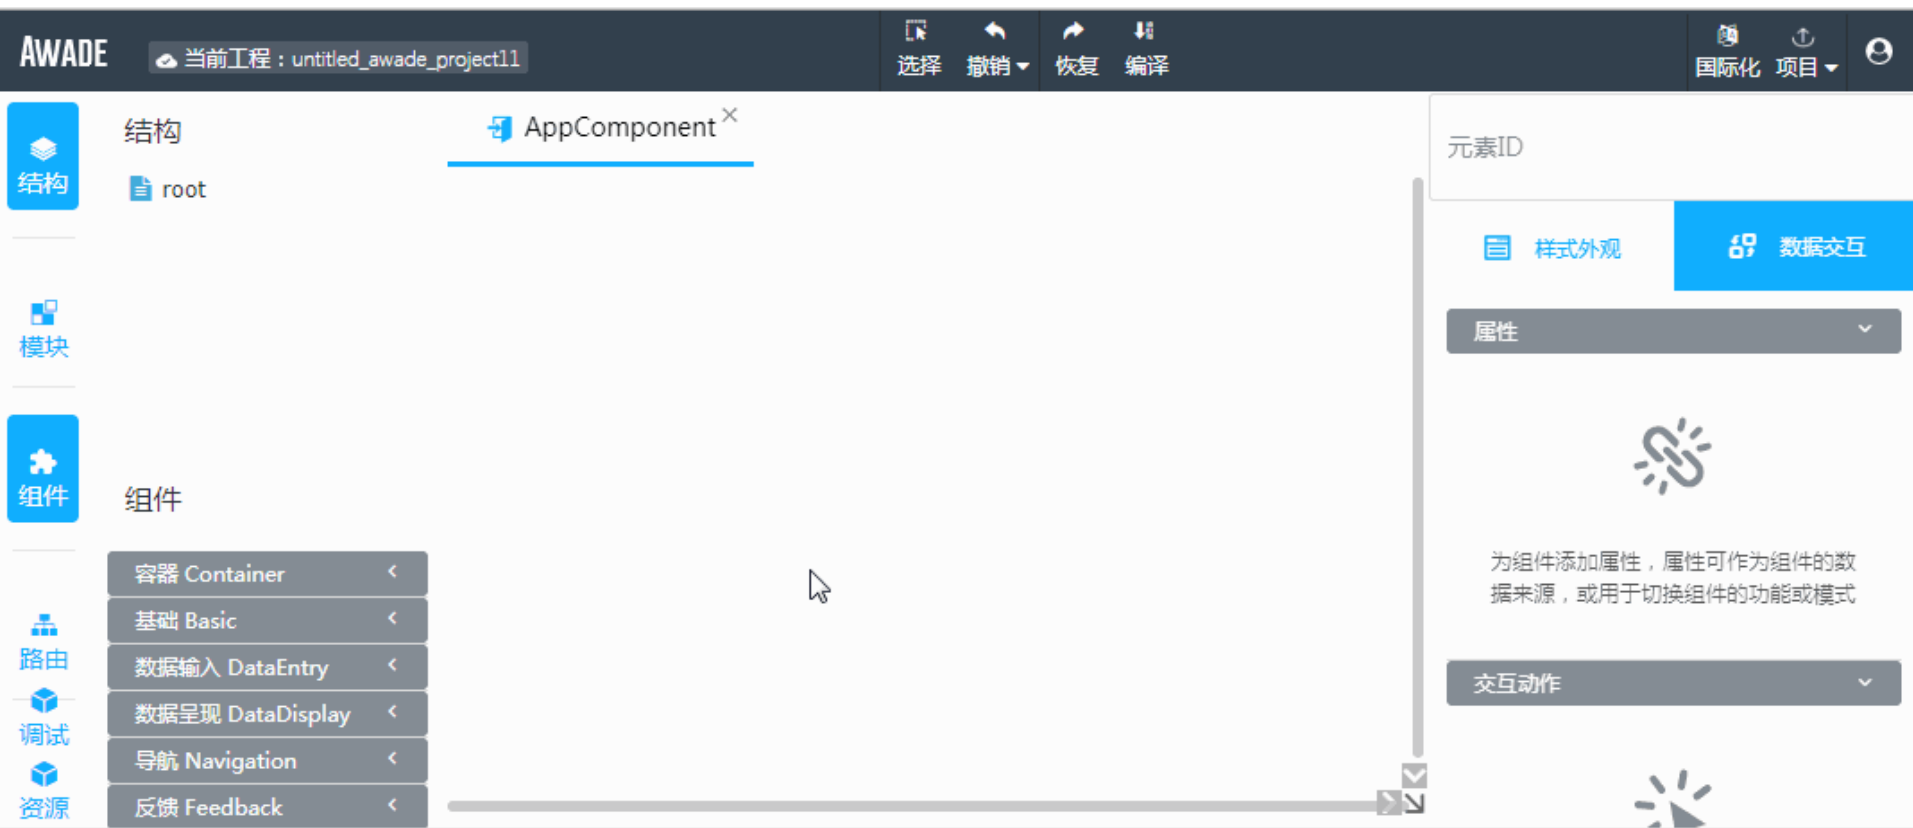 AWADE
当前工程：untitled_awade_project11
选择
撤销
恢复
编译
国际化
项目
结构
模块
组件
路由
调试
资源
结构
root
组件
容器 Container
基础 Basic
数据输入 DataEntry
数据呈现 DataDisplay
导航 Navigation
反馈 Feedback
AppComponent
元素ID
样式外观
数据交互
属性
为组件添加属性，属性可作为组件的数
据来源，或用于切换组件的功能或模式
交互动作